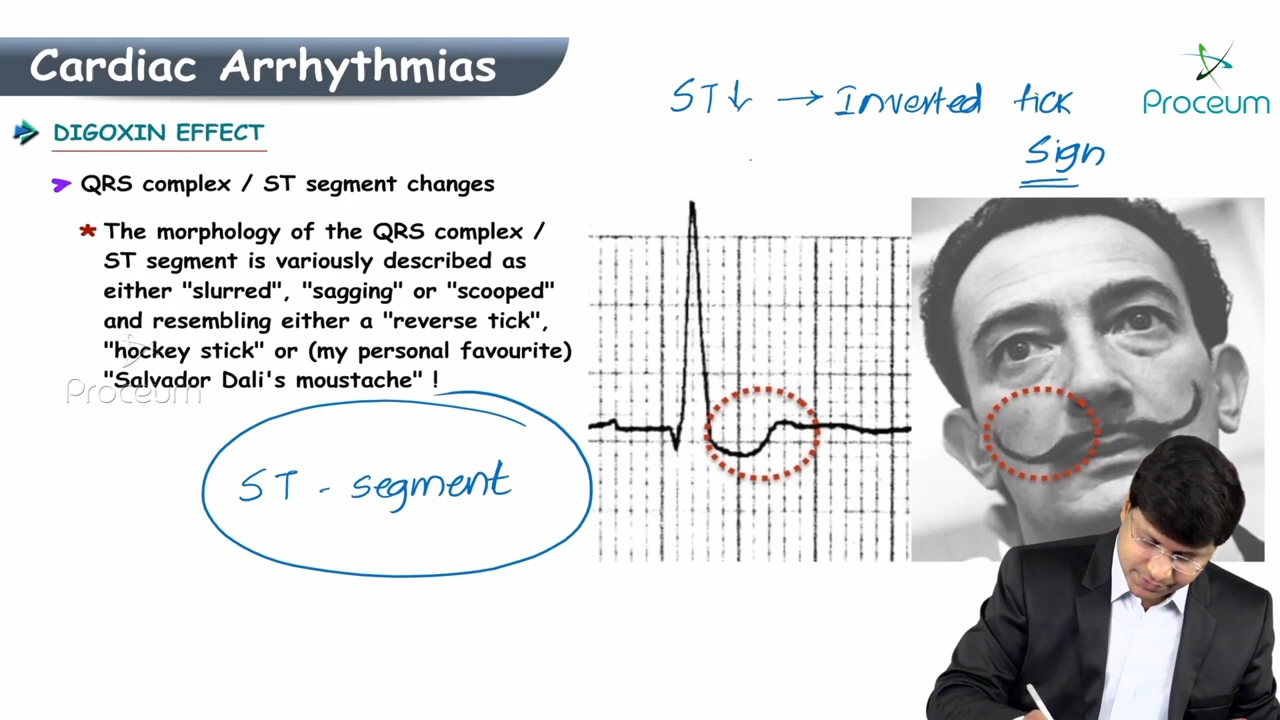 Cardiac Arrhythmias
ST↓ → Inverted tick
Sign
Proceum
DIGOXIN EFFECT
QRS complex / ST segment changes
* The morphology of the QRS complex /
ST segment is variously described as
either "slurred", "sagging" or "scooped"
and resembling either a "reverse tick",
"hockey stick" or (my personal favourite)
"Salvador Dali's moustache" !
Proceum
ST - segment